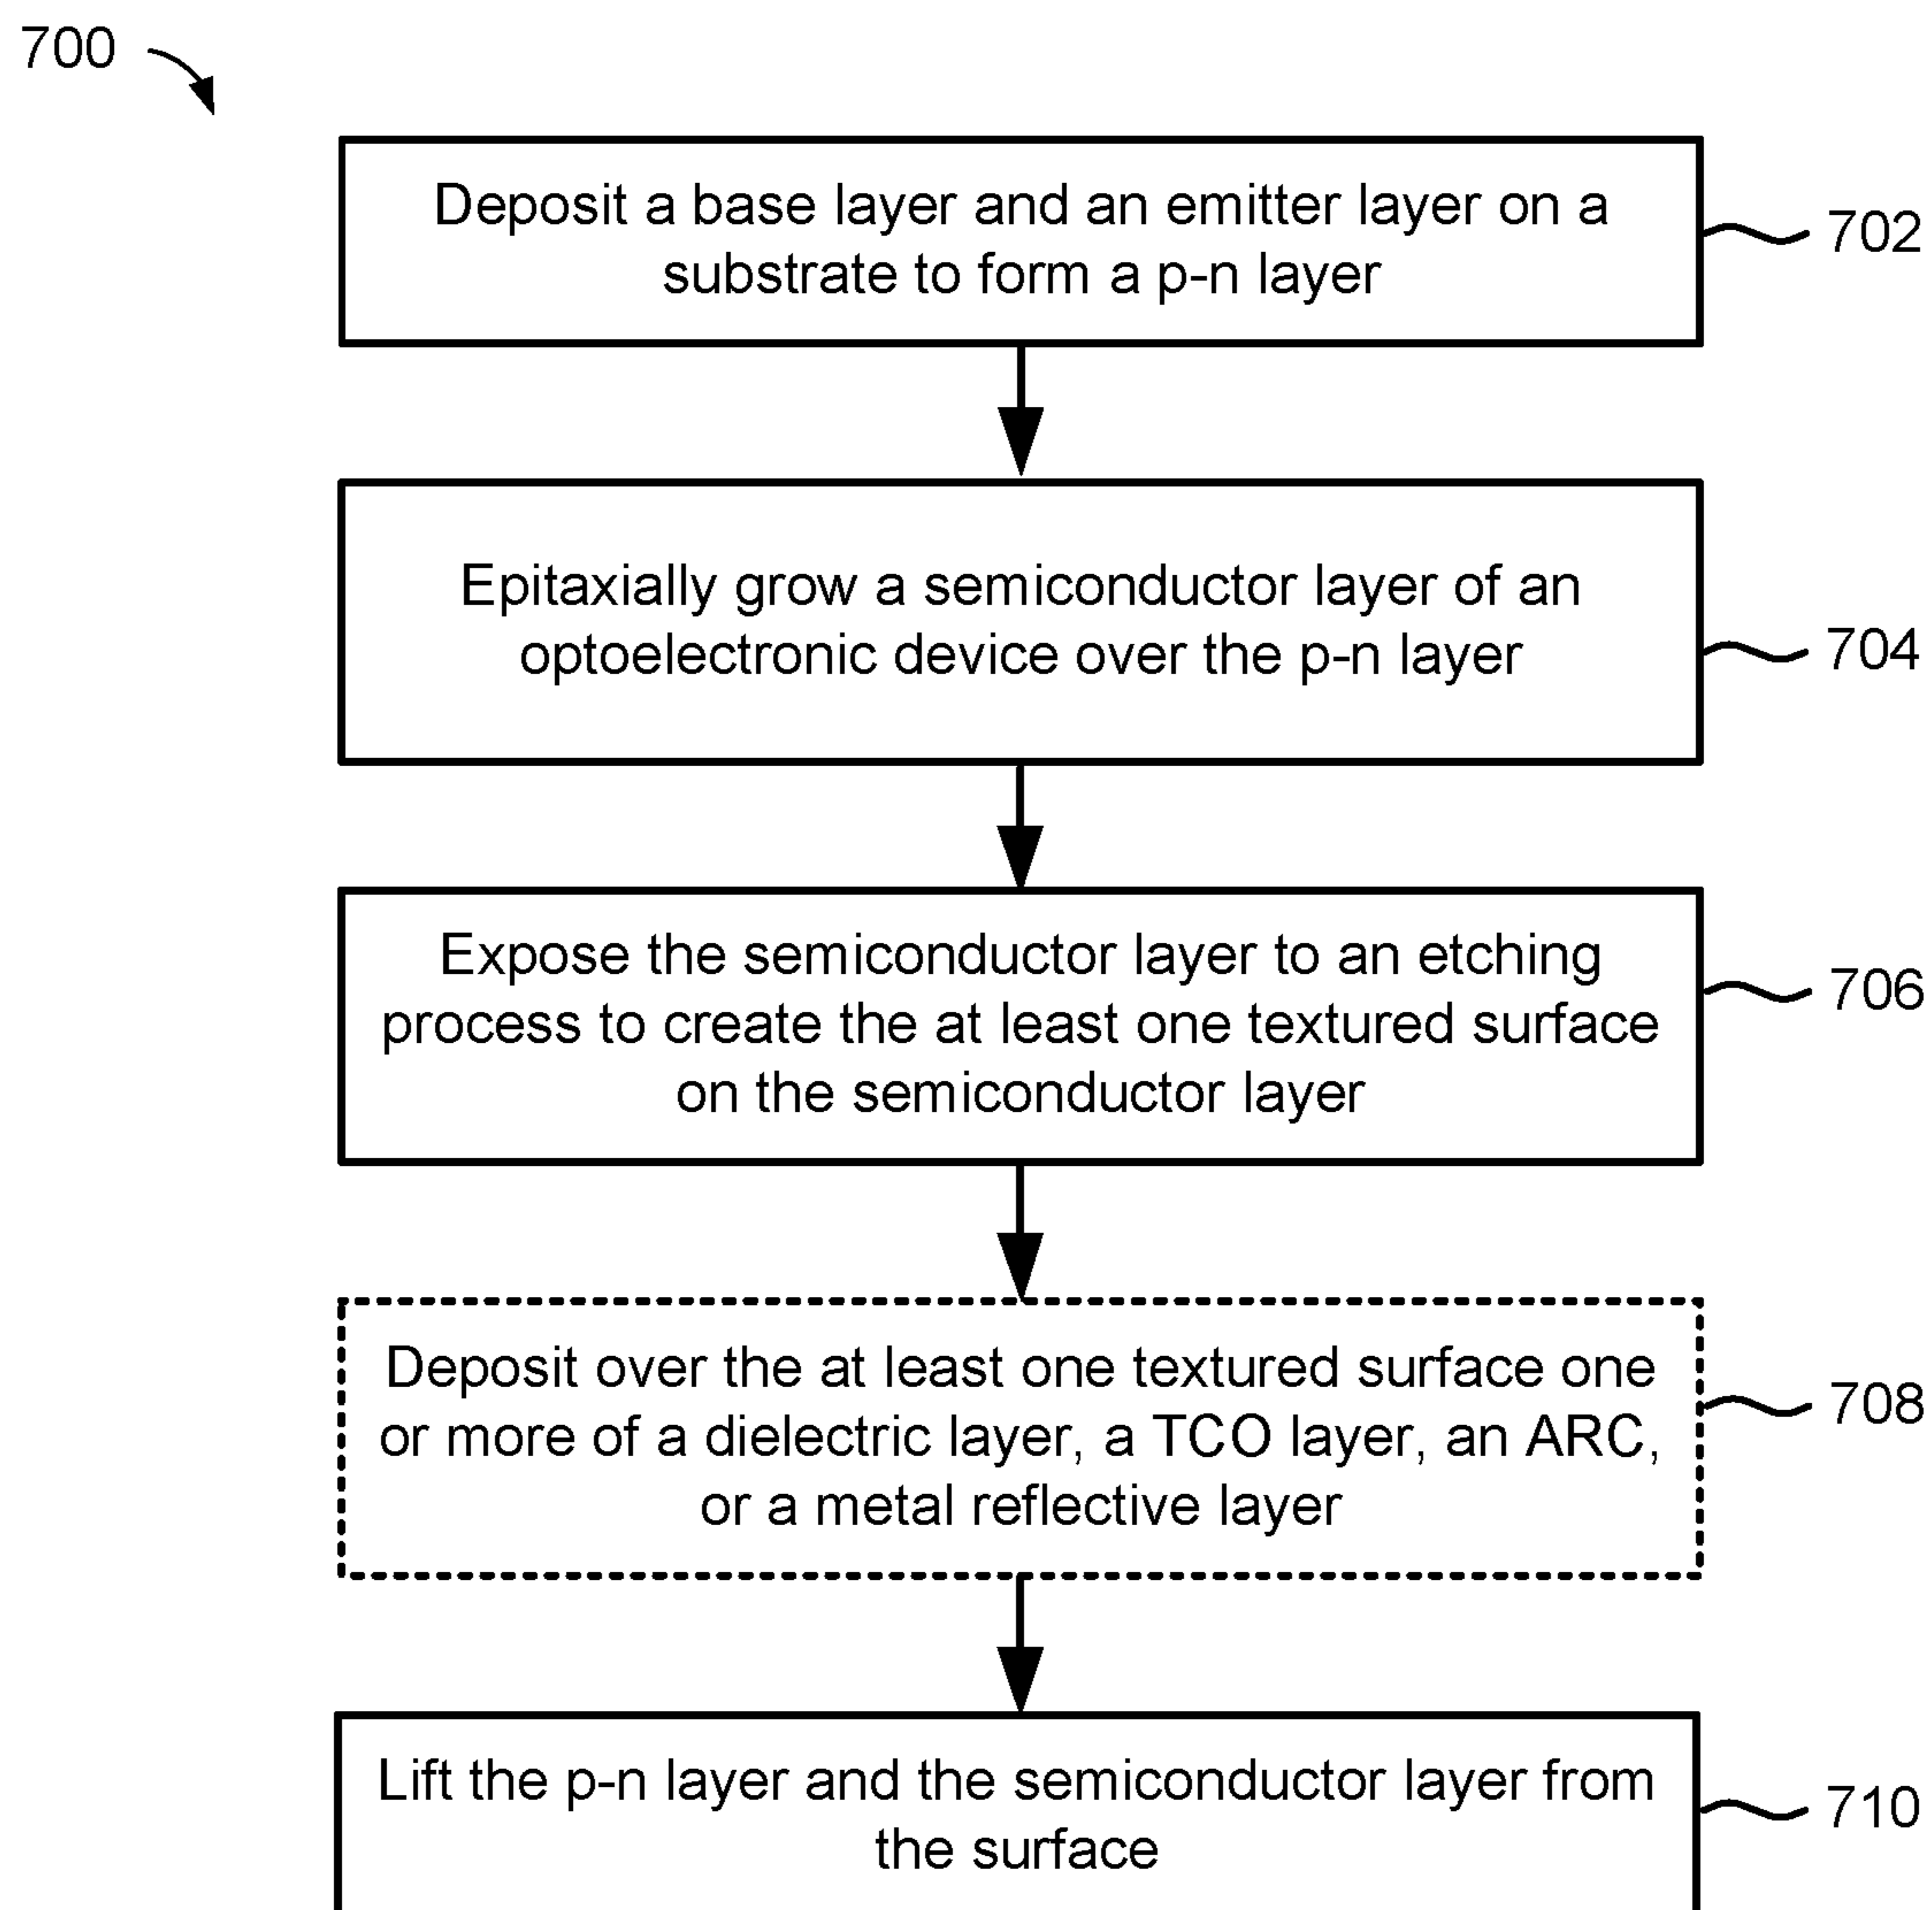 700
Deposit a base layer and an emitter layer on a
substrate to form a p-n layer
702
Epitaxially grow a semiconductor layer of an
optoelectronic device over the p-n layer
704
Expose the semiconductor layer to an etching
process to create the at least one textured surface
on the semiconductor layer
706
Deposit over the at least one textured surface one
or more of a dielectric layer, a TCO layer, an ARC,
or a metal reflective layer
708
Lift the p-n layer and the semiconductor layer from
the surface
710